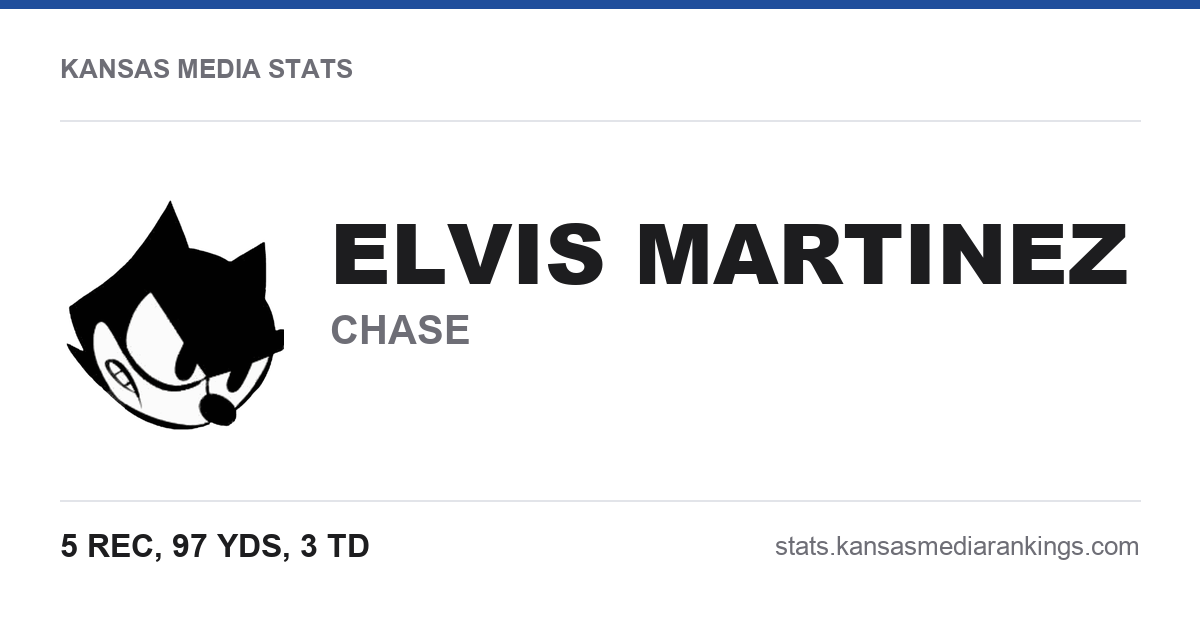 KANSAS MEDIA STATS
ELVIS MARTINEZ
CHASE
5 REC, 97 YDS, 3 TD
stats.kansasmediarankings.com